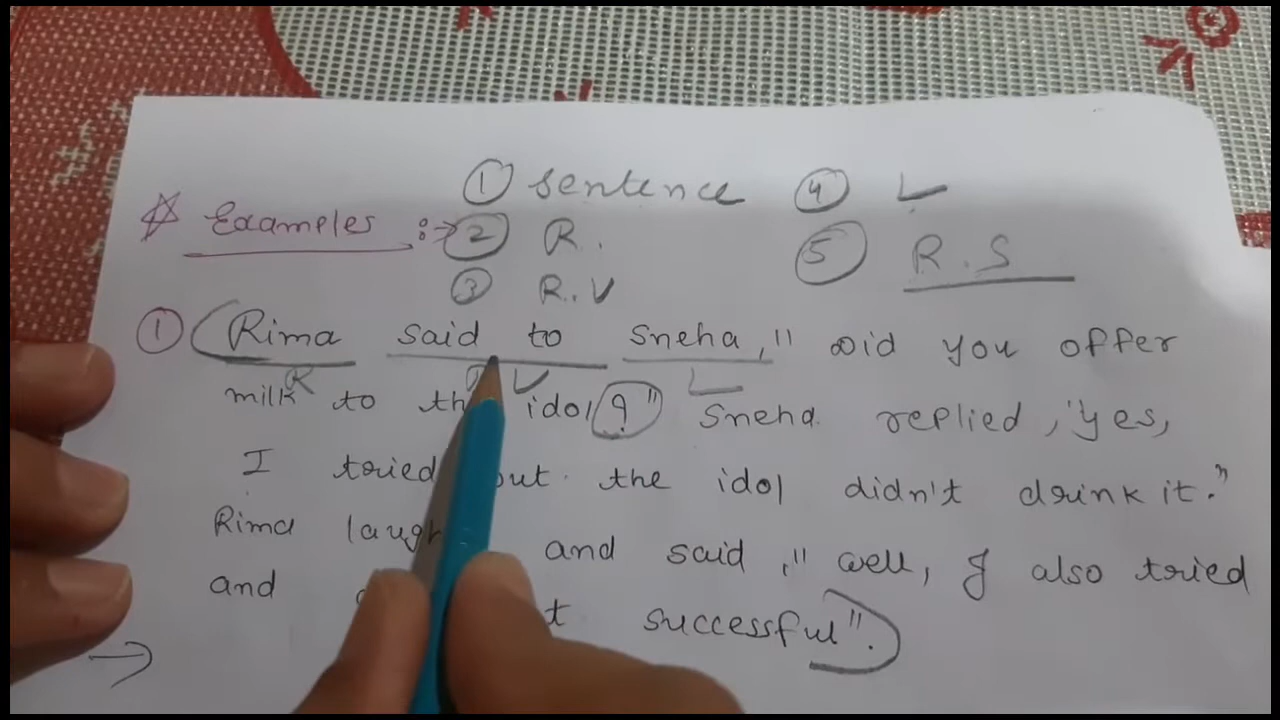 ① sentence ④ L
☆ Examples :→ ② R.
⑤ R.S
③ R.V
① (Rima said to Sneha," Did you offer
R R V L
milk to the idol?" Sneha replied, "yes,
I tried but the idol didn't drink it."
Rima and said," well, I also tried
and successful".
→